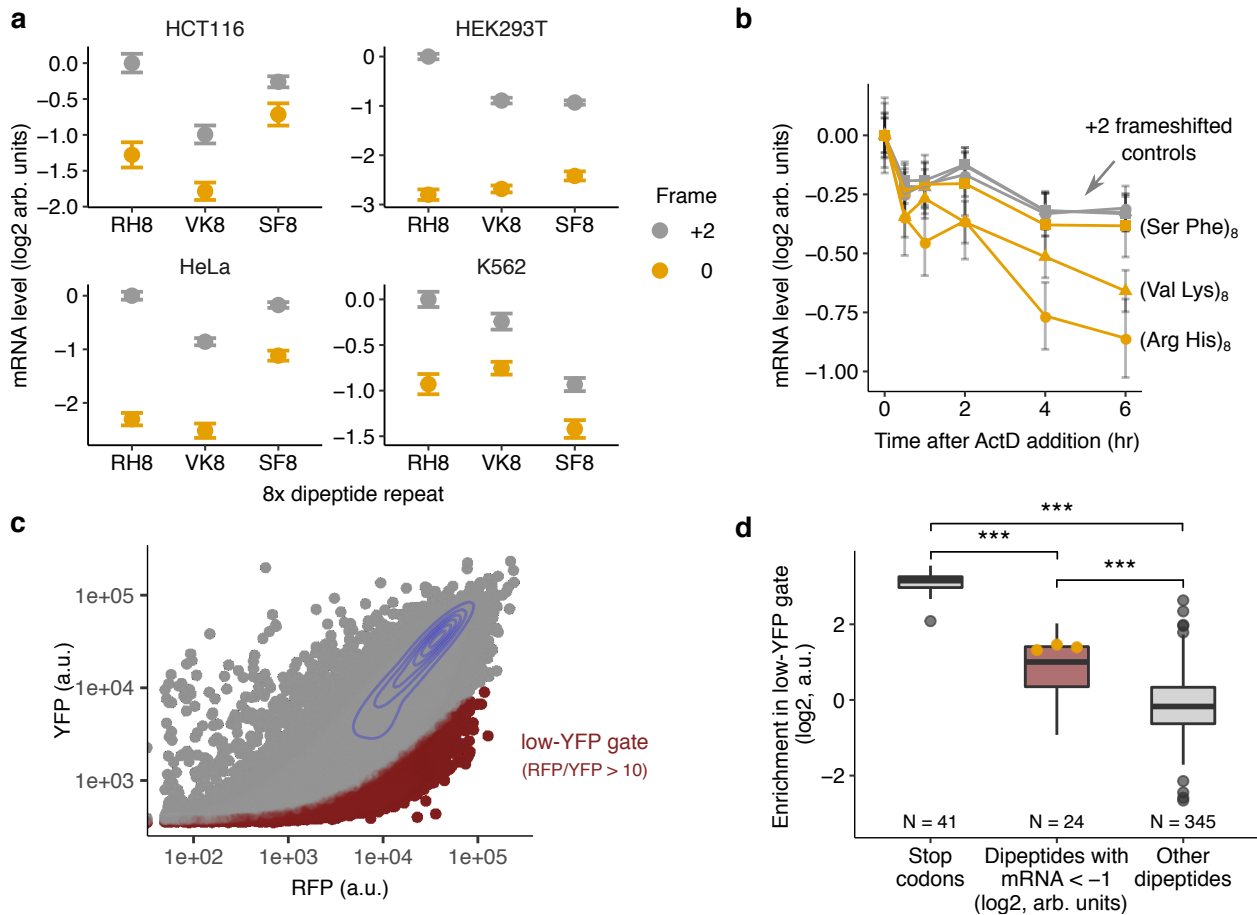 a
HCT116
HEK293T
mRNA level (log2 arb. units)
0.0
−0.5
−1.0
−1.5
−2.0
RH8 VK8 SF8
0
−1
−2
−3
RH8 VK8 SF8
HeLa
K562
0
−1
−2
RH8 VK8 SF8
0.0
−0.5
−1.0
−1.5
RH8 VK8 SF8
8x dipeptide repeat
Frame
+2
0
b
mRNA level (log2 arb. units)
0.00
−0.25
−0.50
−0.75
−1.00
+2 frameshifted
controls
(Ser Phe)8
(Val Lys)8
(Arg His)8
0 2 4 6
Time after ActD addition (hr)
c
YFP (a.u.)
1e+05
1e+04
1e+03
low-YFP gate
(RFP/YFP > 10)
1e+02 1e+03 1e+04 1e+05
RFP (a.u.)
d
Enrichment in low-YFP gate
(log2, a.u.)
***
***
***
2
0
−2
N = 41 N = 24 N = 345
Stop
codons
Dipeptides with
mRNA < −1
(log2, arb. units)
Other
dipeptides